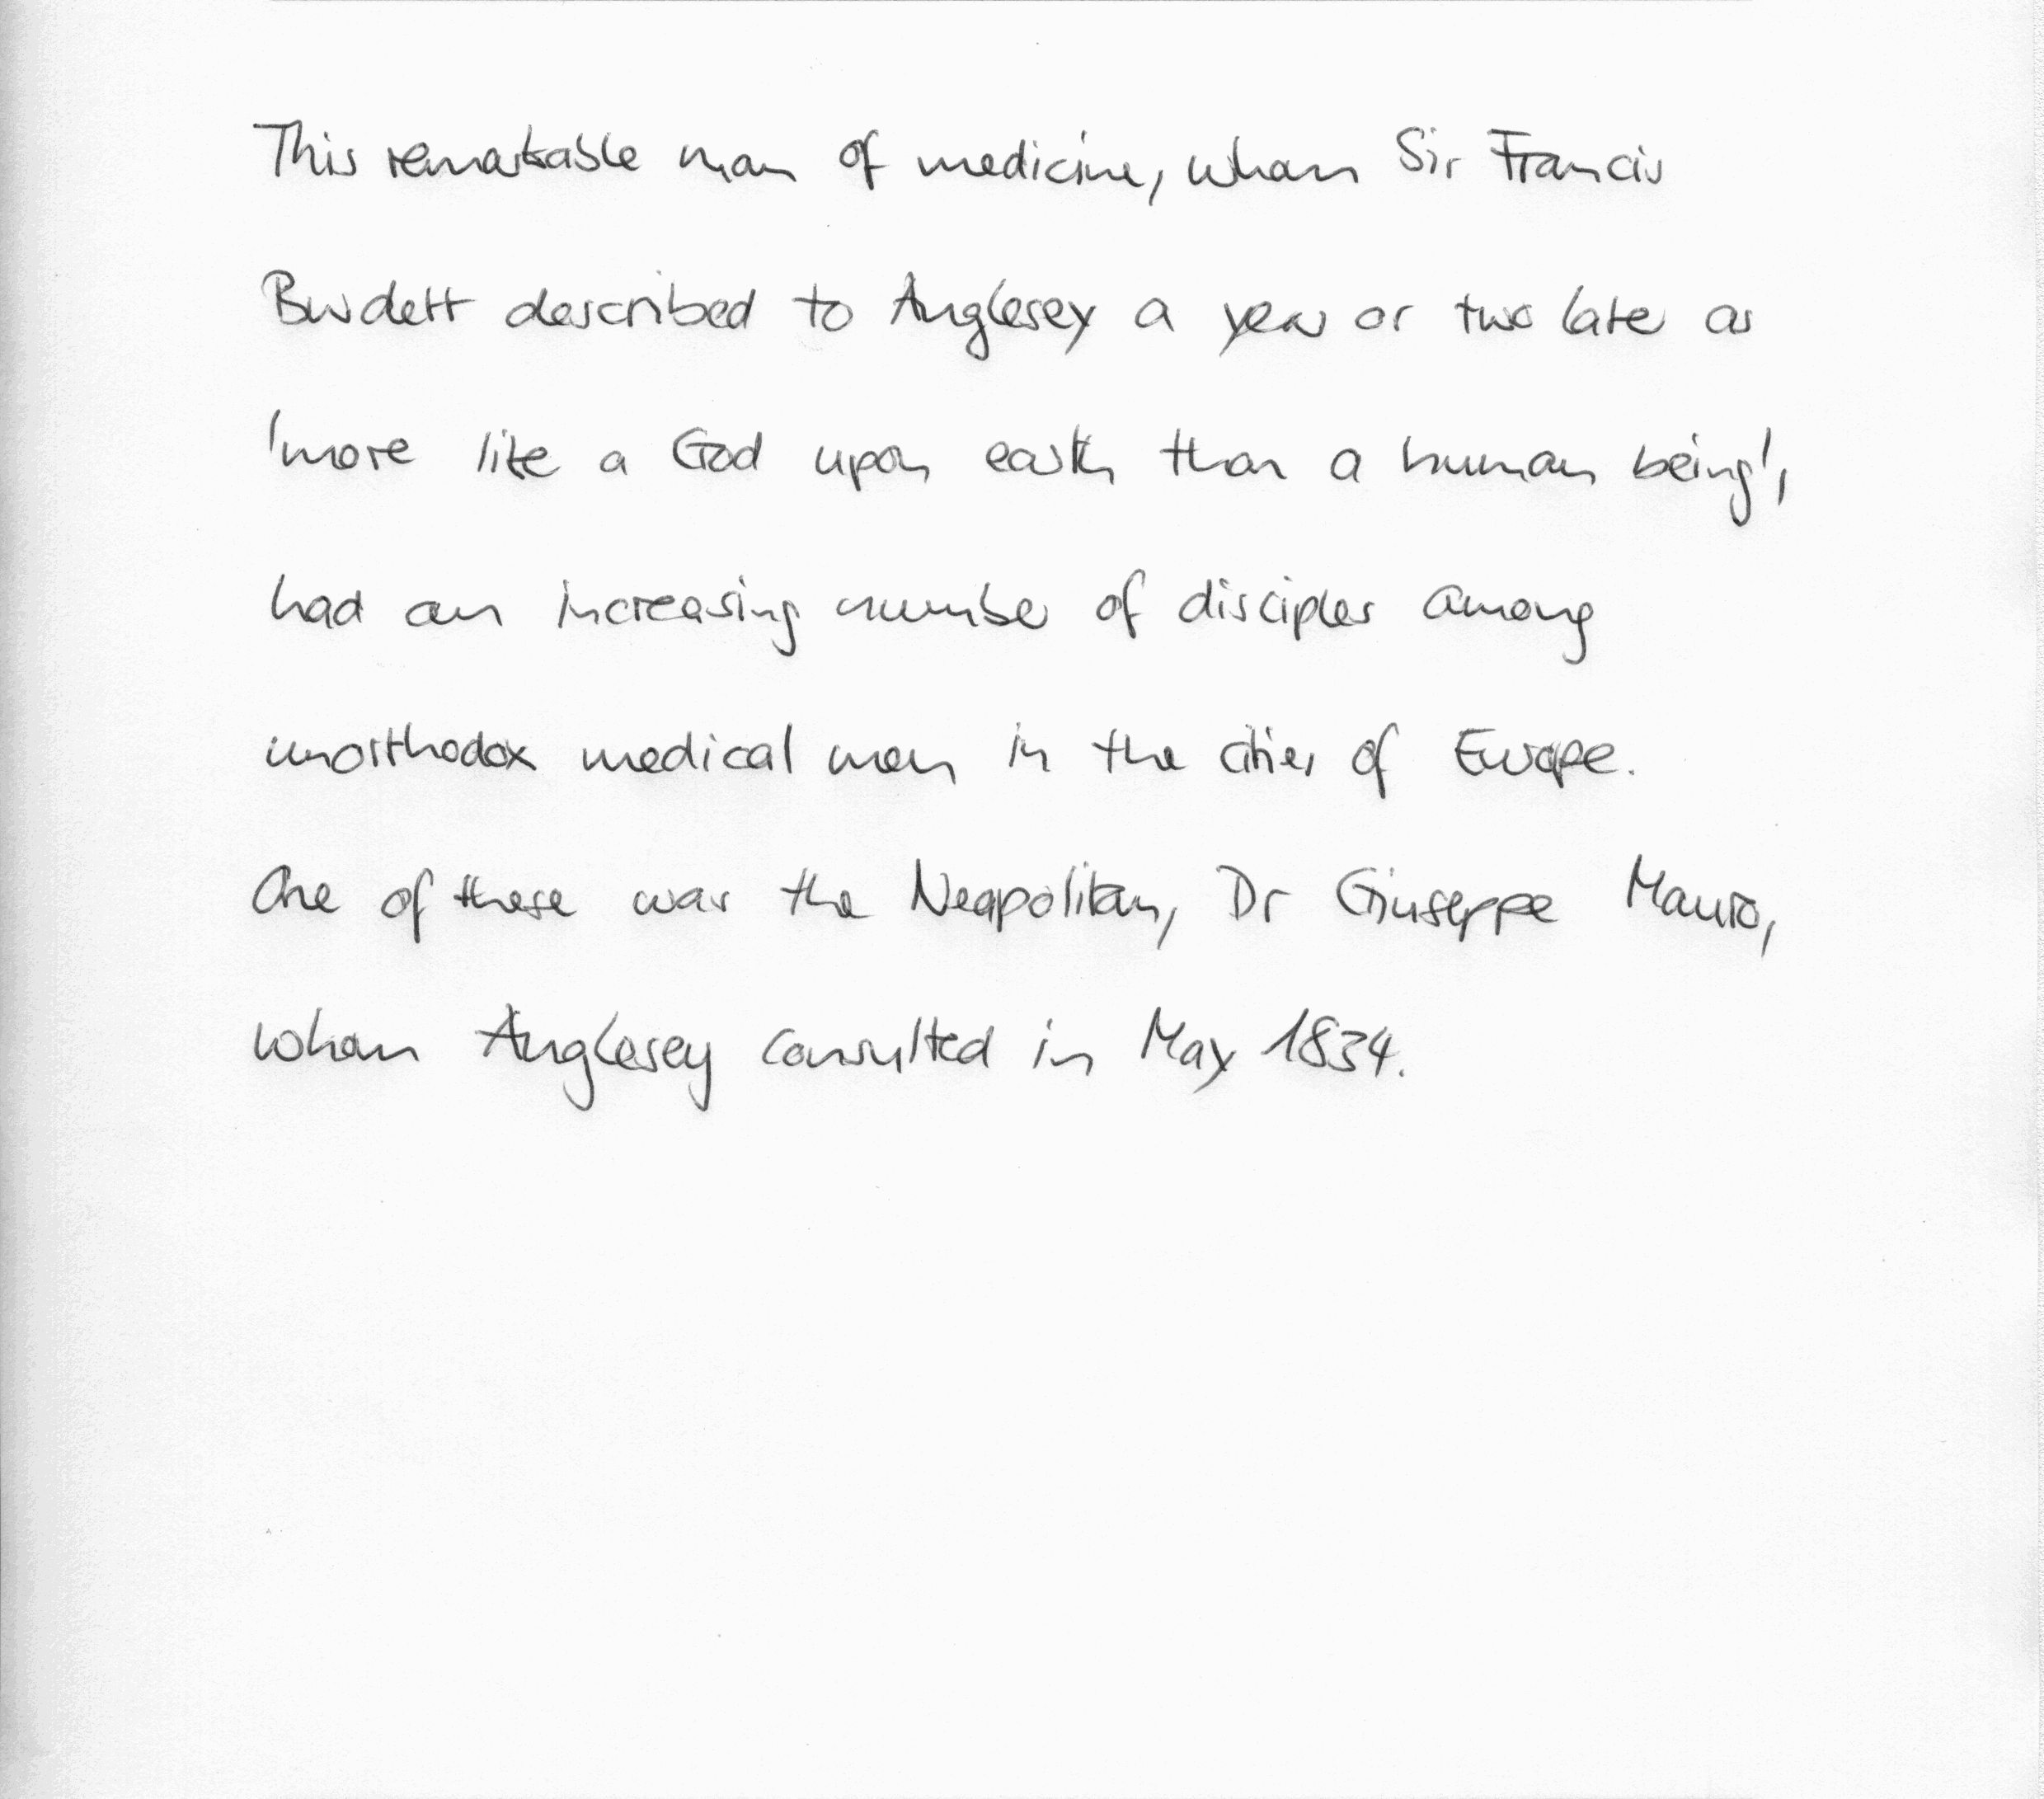 This remarkable man of medicine, whom Sir Francis
Burdett described to Anglesey a year or two later as
'more like a God upon earth than a human being',
had an increasing number of disciples among
unorthodox medical men in the cities of Europe.
One of these was the Neapolitan, Dr Giuseppe Mauro,
whom Anglesey consulted in May 1834.